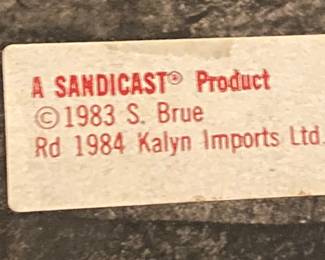 A SANDICAST® Product
©1983 S. Brue
Rd 1984 Kalyn Imports Ltd.